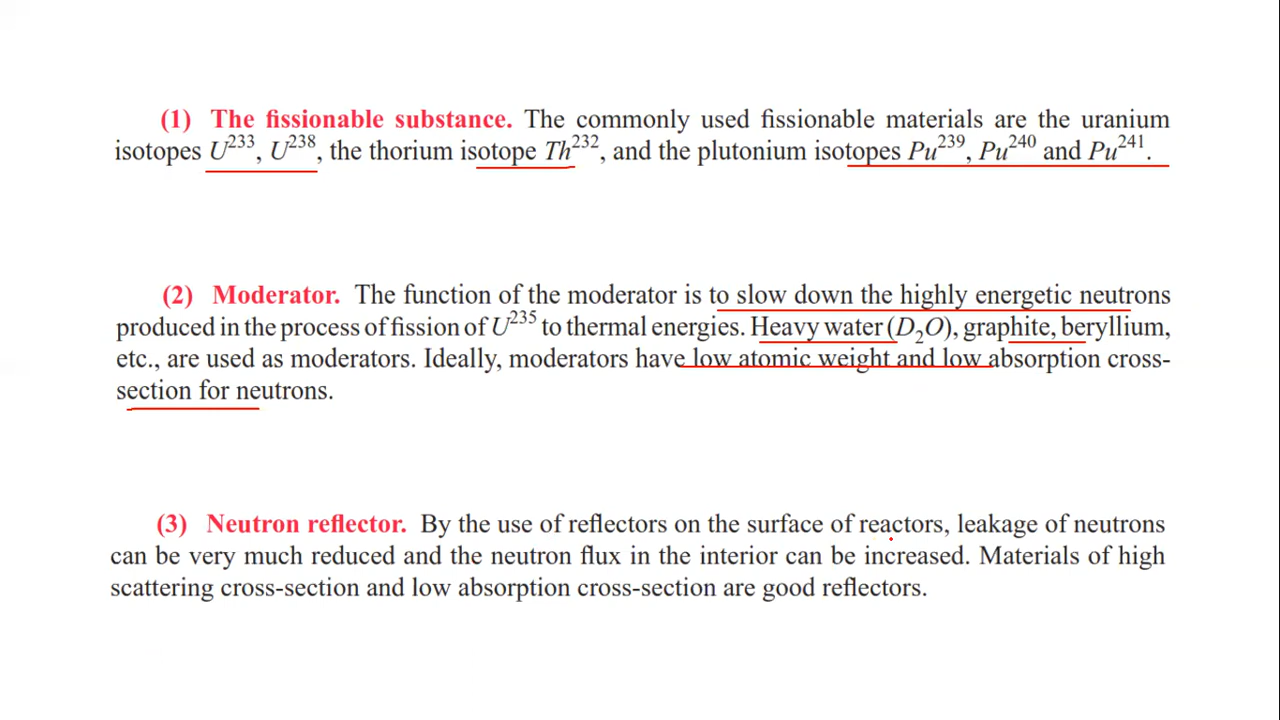 (1) The fissionable substance. The commonly used fissionable materials are the uranium
isotopes U²³³, U²³⁸, the thorium isotope Th²³², and the plutonium isotopes Pu²³⁹, Pu²⁴⁰ and Pu²⁴¹.
(2) Moderator. The function of the moderator is to slow down the highly energetic neutrons
produced in the process of fission of U²³⁵ to thermal energies. Heavy water (D₂O), graphite, beryllium,
etc., are used as moderators. Ideally, moderators have low atomic weight and low absorption cross-
section for neutrons.
(3) Neutron reflector. By the use of reflectors on the surface of reactors, leakage of neutrons
can be very much reduced and the neutron flux in the interior can be increased. Materials of high
scattering cross-section and low absorption cross-section are good reflectors.